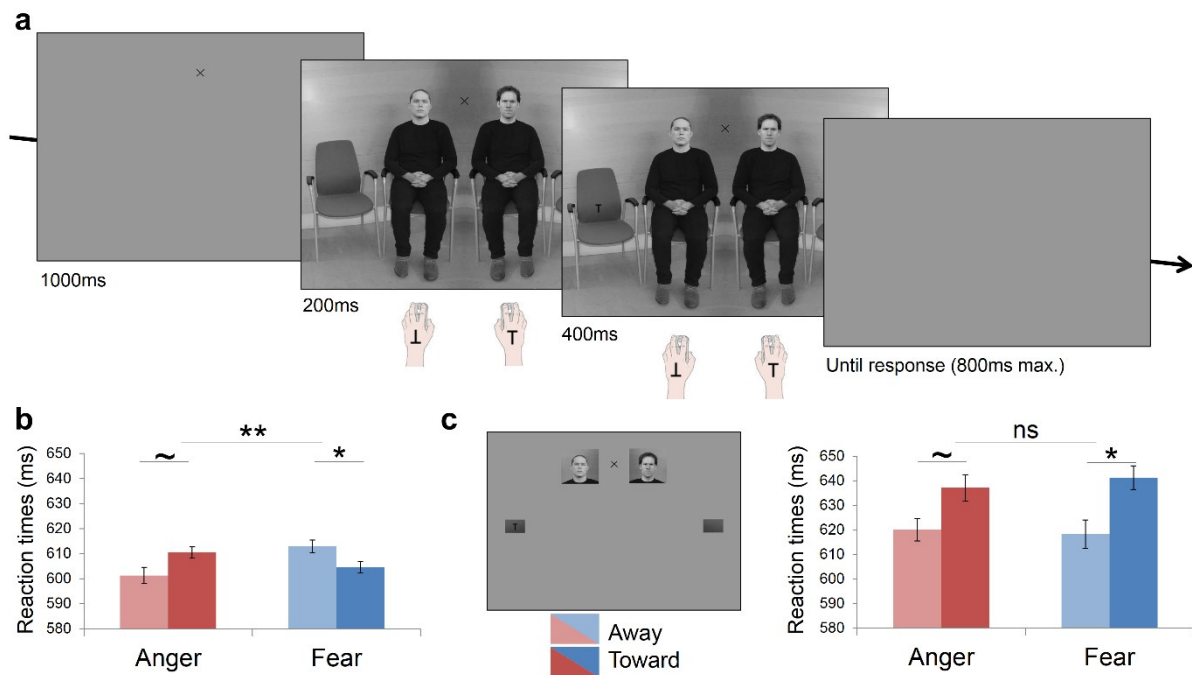 a
×
1000ms
×
200ms
⊥ T
×
T
400ms
⊥ T
Until response (800ms max.)
b
**
~ *
Reaction times (ms)
650
640
630
620
610
600
590
580
Anger Fear
c
×
T
Away
Toward
ns
~ *
Reaction times (ms)
650
640
630
620
610
600
590
580
Anger Fear